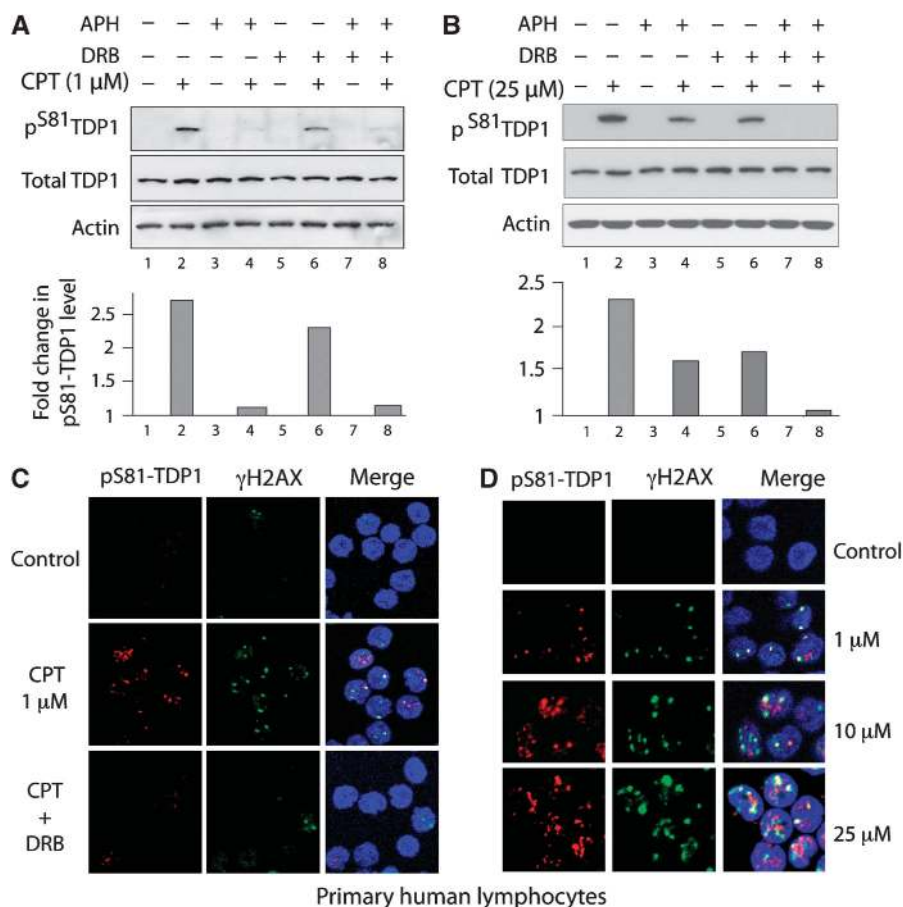 A
APH – – + + – – + +
DRB – – – – + + + +
CPT (1 µM) – + – + – + – +
pS81TDP1
Total TDP1
Actin
1 2 3 4 5 6 7 8
Fold change in
pS81-TDP1 level
2.5
2
1.5
1
1 2 3 4 5 6 7 8
B
APH – – + + – – + +
DRB – – – – + + + +
CPT (25 µM) – + – + – + – +
pS81TDP1
Total TDP1
Actin
1 2 3 4 5 6 7 8
2.5
2
1.5
1
1 2 3 4 5 6 7 8
C
pS81-TDP1 γH2AX Merge
Control
CPT
1 µM
CPT
+
DRB
D
pS81-TDP1 γH2AX Merge
Control
1 µM
10 µM
25 µM
Primary human lymphocytes